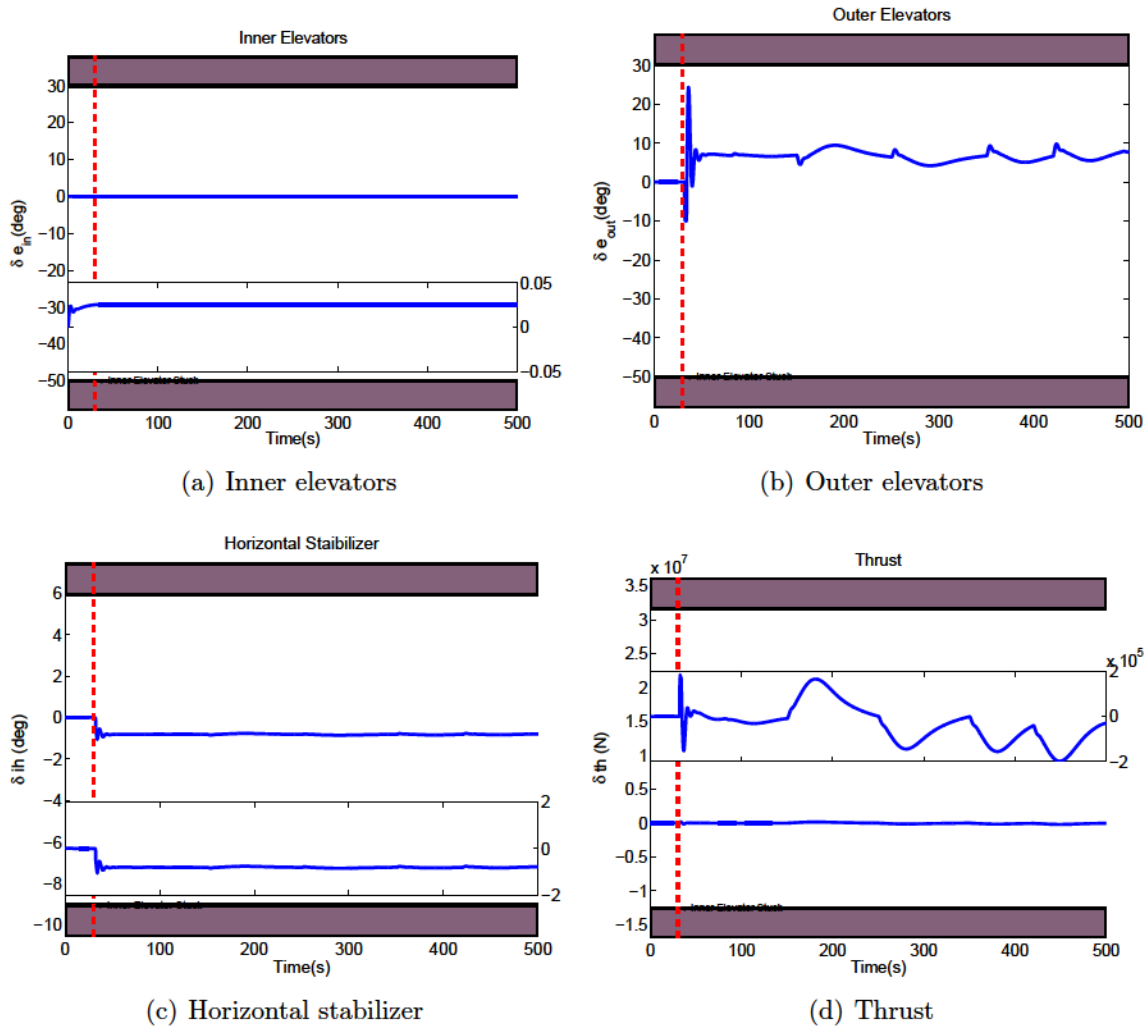 Inner Elevators
30
20
10
0
−10
−20
−30
−40
−50
δ e_in(deg)
0.05
0
−0.05
Inner Elevator Stuck
0 100 200 300 400 500
Time(s)
(a) Inner elevators
Outer Elevators
30
20
10
0
−10
−20
−30
−40
−50
δ e_out(deg)
Inner Elevator Stuck
0 100 200 300 400 500
Time(s)
(b) Outer elevators
Horizontal Staibilizer
6
4
2
0
−2
−4
−6
−8
−10
δ ih (deg)
2
0
−2
Inner Elevator Stuck
0 100 200 300 400 500
Time(s)
(c) Horizontal stabilizer
Thrust
x 10^7
3.5
3
2.5
2
1.5
1
0.5
0
−0.5
−1
−1.5
δ th (N)
x 10^5
2
0
−2
Inner Elevator Stuck
0 100 200 300 400 500
Time(s)
(d) Thrust